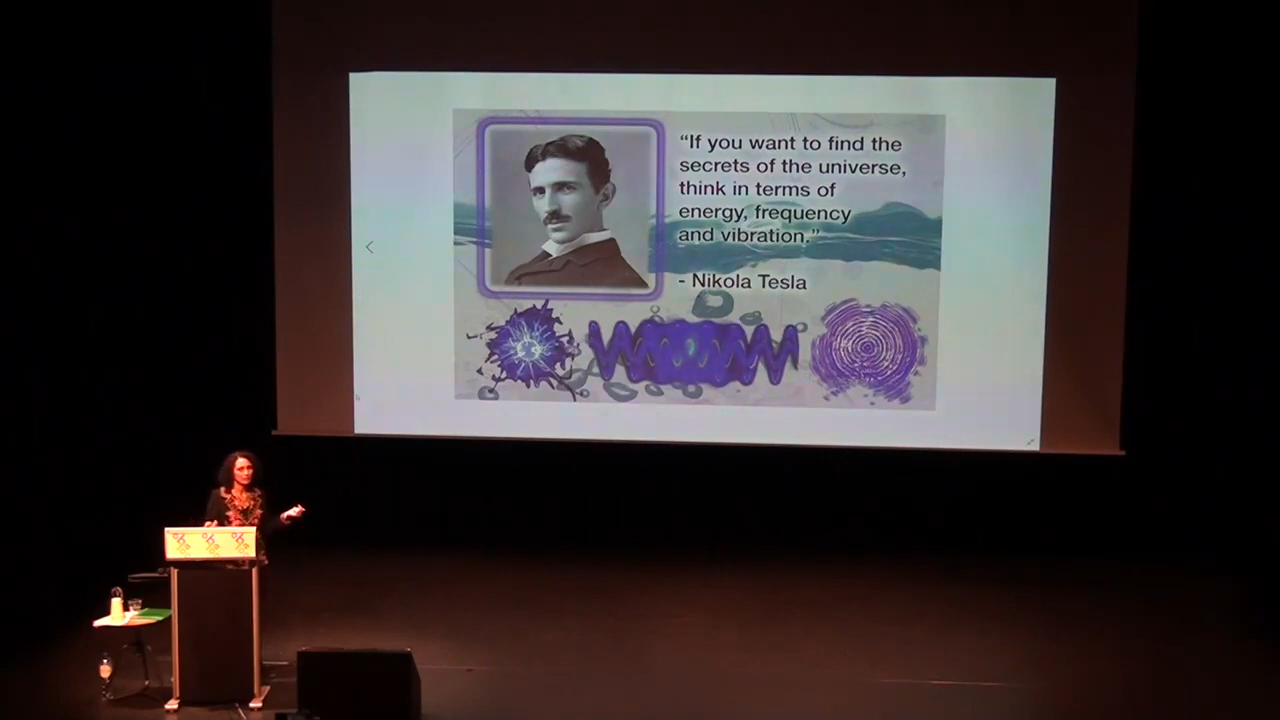 “If you want to find the
secrets of the universe,
think in terms of
energy, frequency
and vibration.”
- Nikola Tesla